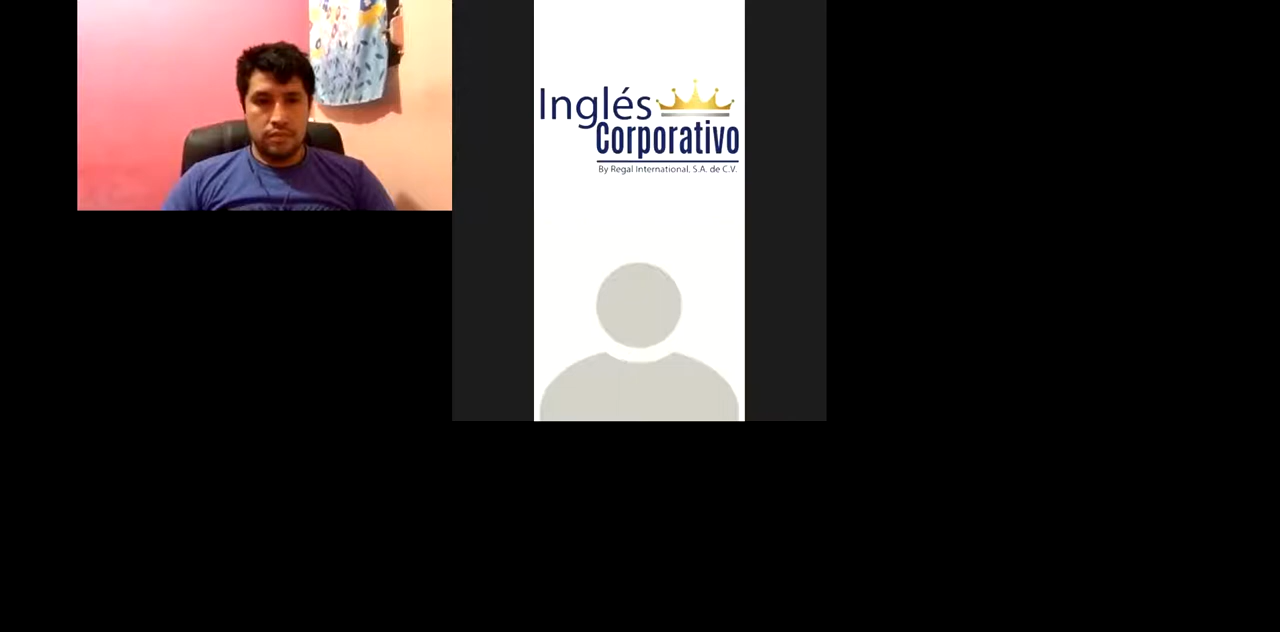 Inglés
Corporativo
By Regal International, S.A. de C.V.